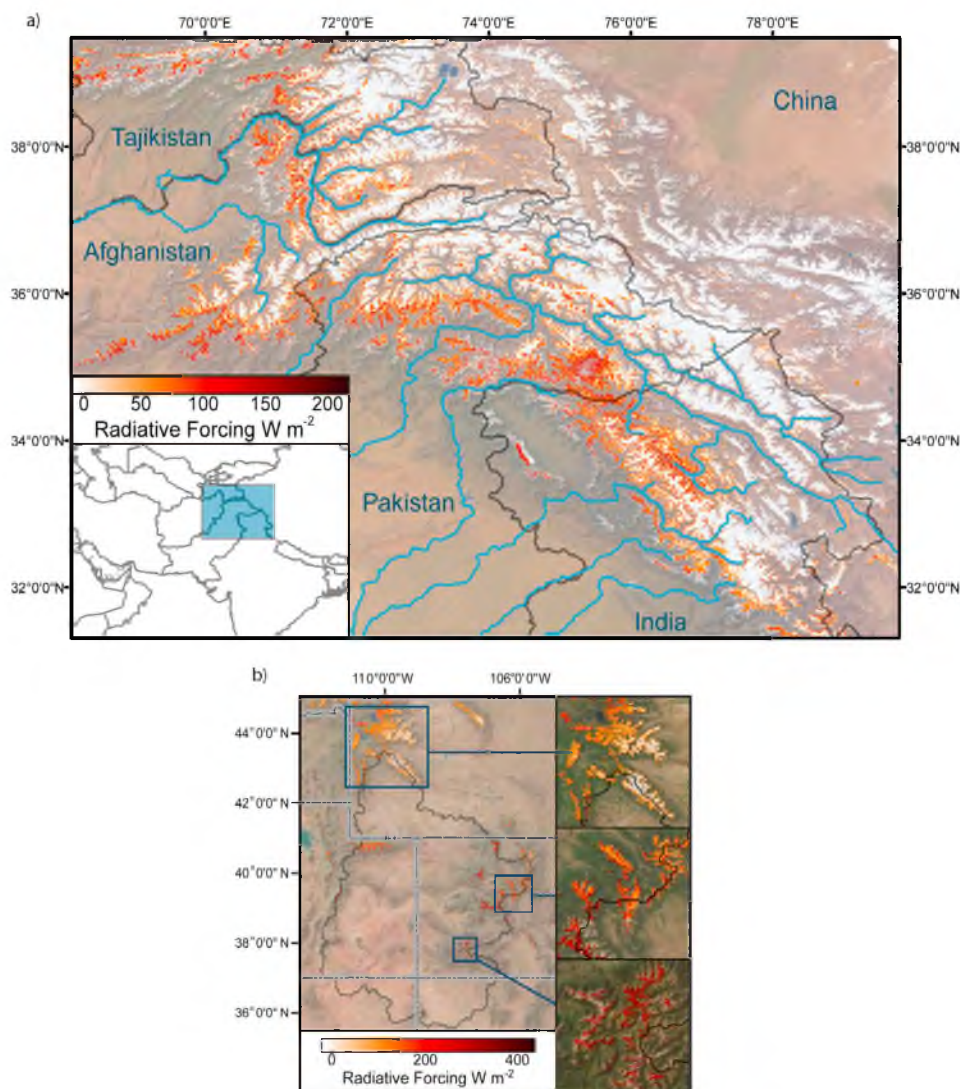 a)
70°0'0"E 72°0'0"E 74°0'0"E 76°0'0"E 78°0'0"E
China
Tajikistan
38°0'0"N 38°0'0"N
Afghanistan
36°0'0"N 36°0'0"N
0 50 100 150 200
Radiative Forcing W m⁻²
34°0'0"N 34°0'0"N
Pakistan
32°0'0"N 32°0'0"N
India
b)
110°0'0"W 106°0'0"W
44°0'0"N
42°0'0"N
40°0'0"N
38°0'0"N
36°0'0"N
0 200 400
Radiative Forcing W m⁻²